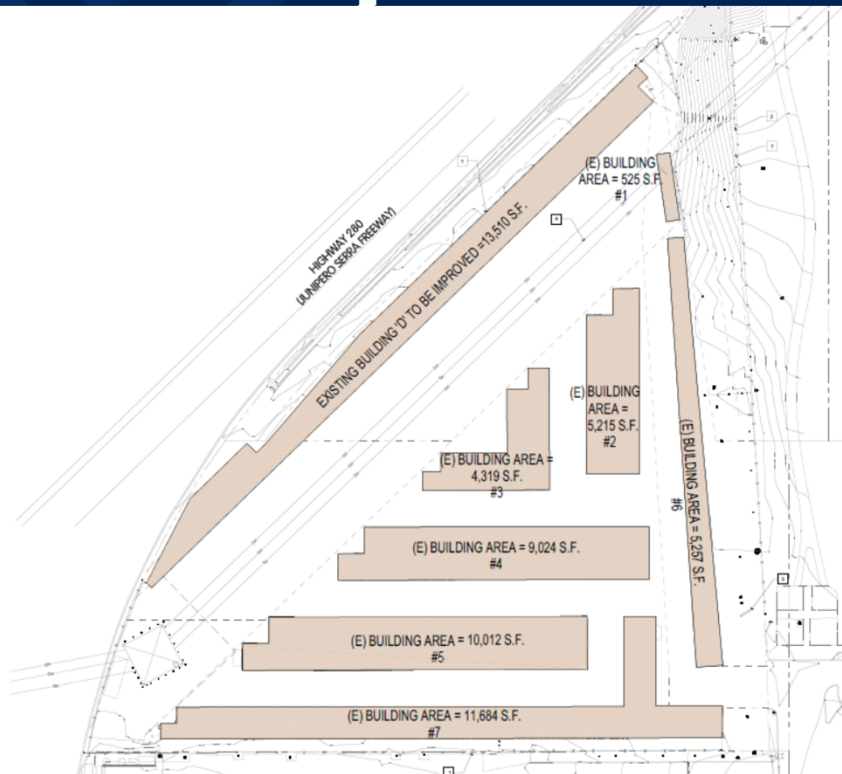 (E) BUILDING
AREA = 525 S.F.
#1
HIGHWAY 280
(JUNIPERO SERRA FREEWAY)
EXISTING BUILDING 'D' TO BE IMPROVED =13,510 S.F.
(E) BUILDING
AREA =
5,215 S.F.
#2
(E) BUILDING AREA =
4,319 S.F.
#3
(E) BUILDING AREA = 5,257 S.F.
#6
(E) BUILDING AREA = 9,024 S.F.
#4
(E) BUILDING AREA = 10,012 S.F.
#5
(E) BUILDING AREA = 11,684 S.F.
#7